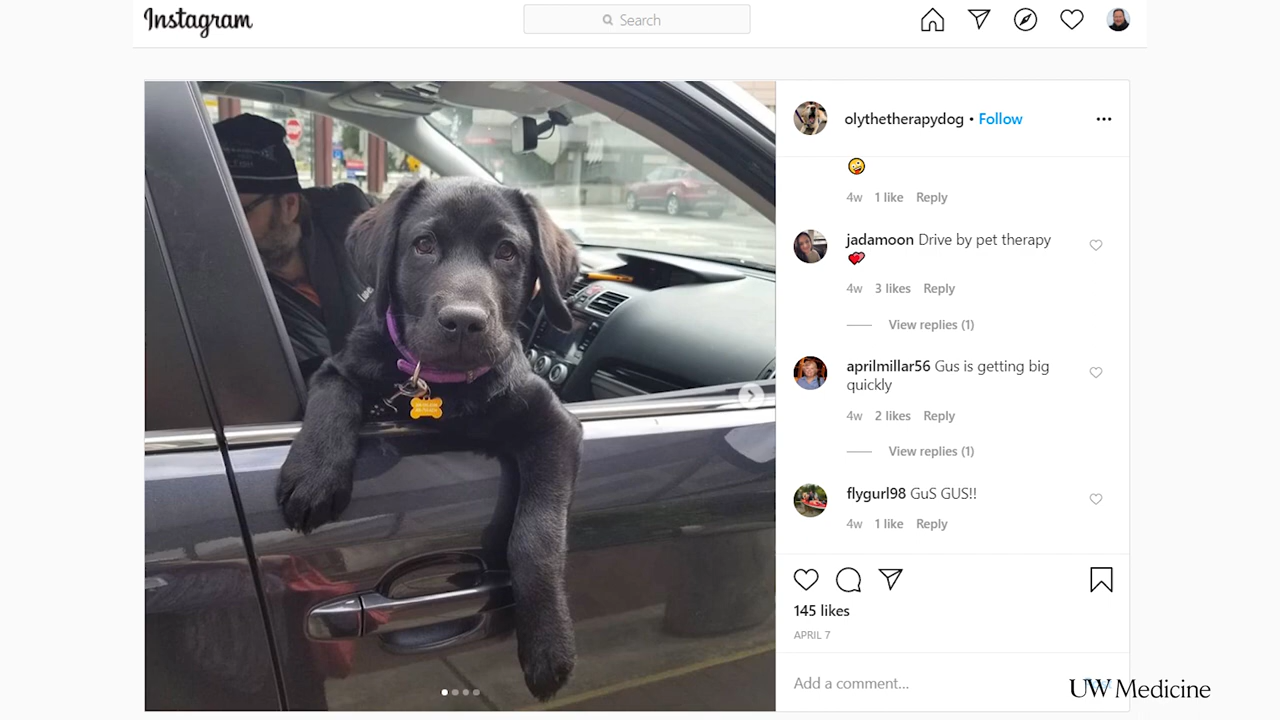 Instagram
Search
olythetherapydog • Follow
4w 1 like Reply
jadamoon Drive by pet therapy
4w 3 likes Reply
View replies (1)
aprilmillar56 Gus is getting big
quickly
4w 2 likes Reply
View replies (1)
flygurl98 GuS GUS!!
4w 1 like Reply
145 likes
APRIL 7
Add a comment...
UW Medicine